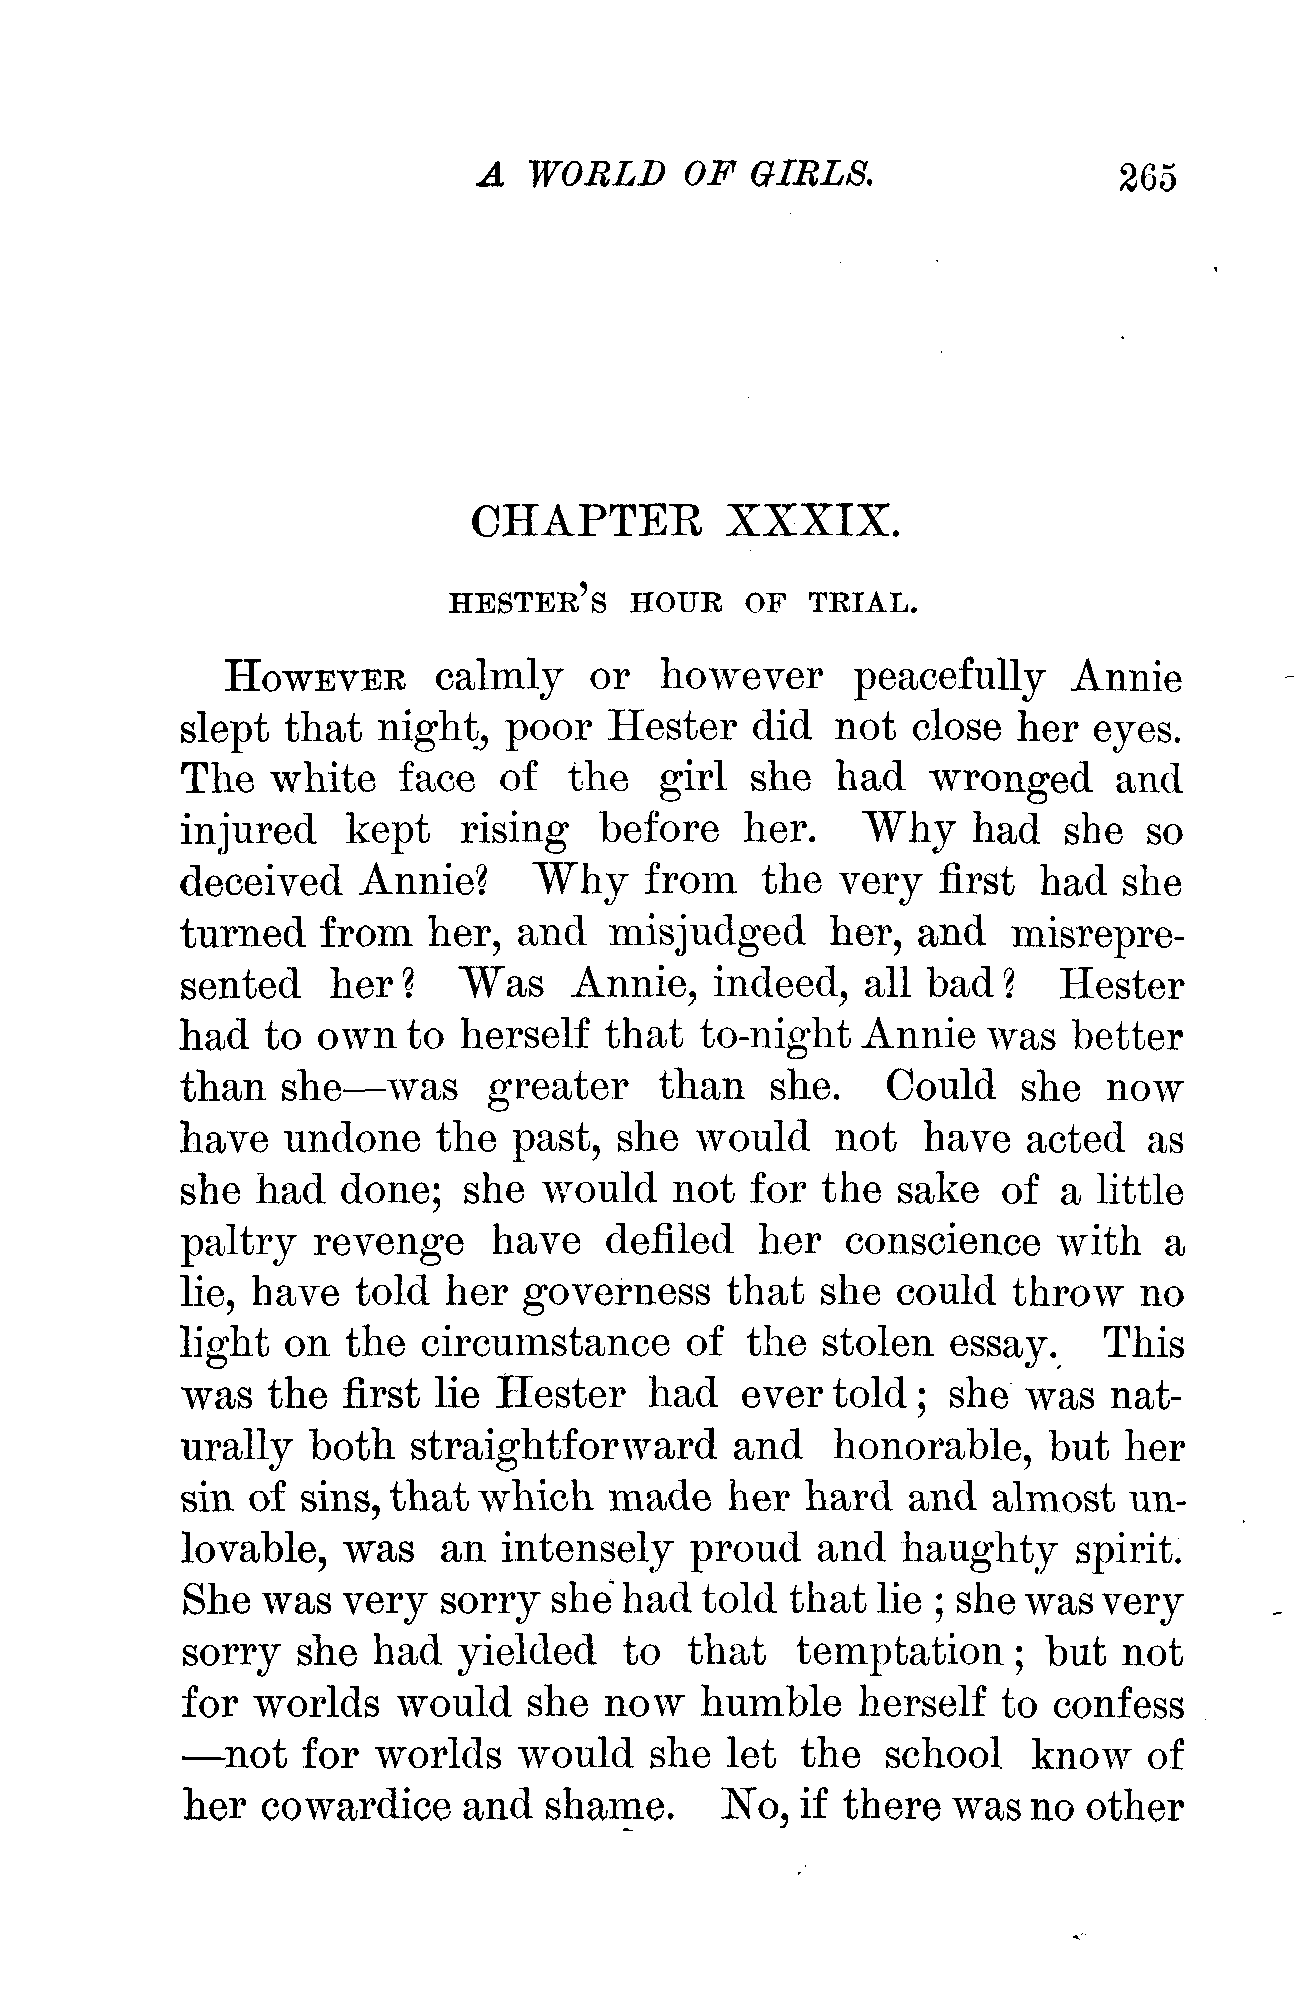 A WORLD OF GIRLS. 265
CHAPTER XXXIX.
HESTER'S HOUR OF TRIAL.
HOWEVER calmly or however peacefully Annie
slept that night, poor Hester did not close her eyes.
The white face of the girl she had wronged and
injured kept rising before her. Why had she so
deceived Annie? Why from the very first had she
turned from her, and misjudged her, and misrepre-
sented her? Was Annie, indeed, all bad? Hester
had to own to herself that to-night Annie was better
than she—was greater than she. Could she now
have undone the past, she would not have acted as
she had done; she would not for the sake of a little
paltry revenge have defiled her conscience with a
lie, have told her governess that she could throw no
light on the circumstance of the stolen essay. This
was the first lie Hester had ever told; she was nat-
urally both straightforward and honorable, but her
sin of sins, that which made her hard and almost un-
lovable, was an intensely proud and haughty spirit.
She was very sorry she had told that lie; she was very
sorry she had yielded to that temptation; but not
for worlds would she now humble herself to confess
—not for worlds would she let the school know of
her cowardice and shame. No, if there was no other